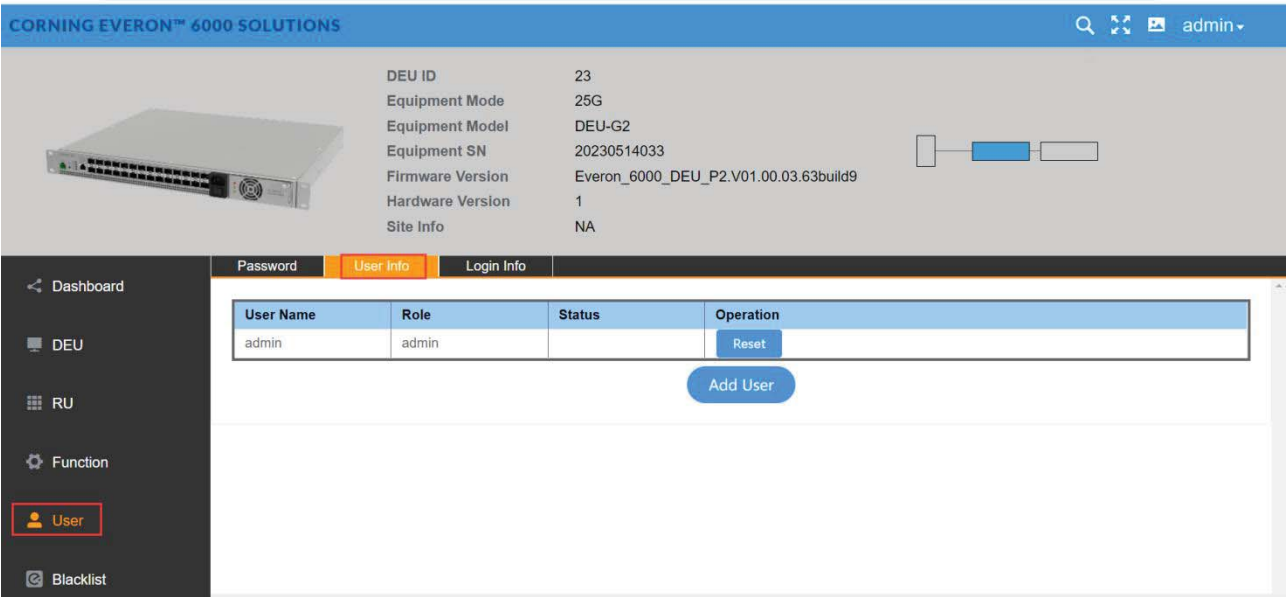 CORNING EVERON™ 6000 SOLUTIONS admin
DEU ID 23
Equipment Mode 25G
Equipment Model DEU-G2
Equipment SN 20230514033
Firmware Version Everon_6000_DEU_P2.V01.00.03.63build9
Hardware Version 1
Site Info NA
Password User Info Login Info
Dashboard
User Name Role Status Operation
admin admin Reset
DEU
Add User
RU
Function
User
Blacklist